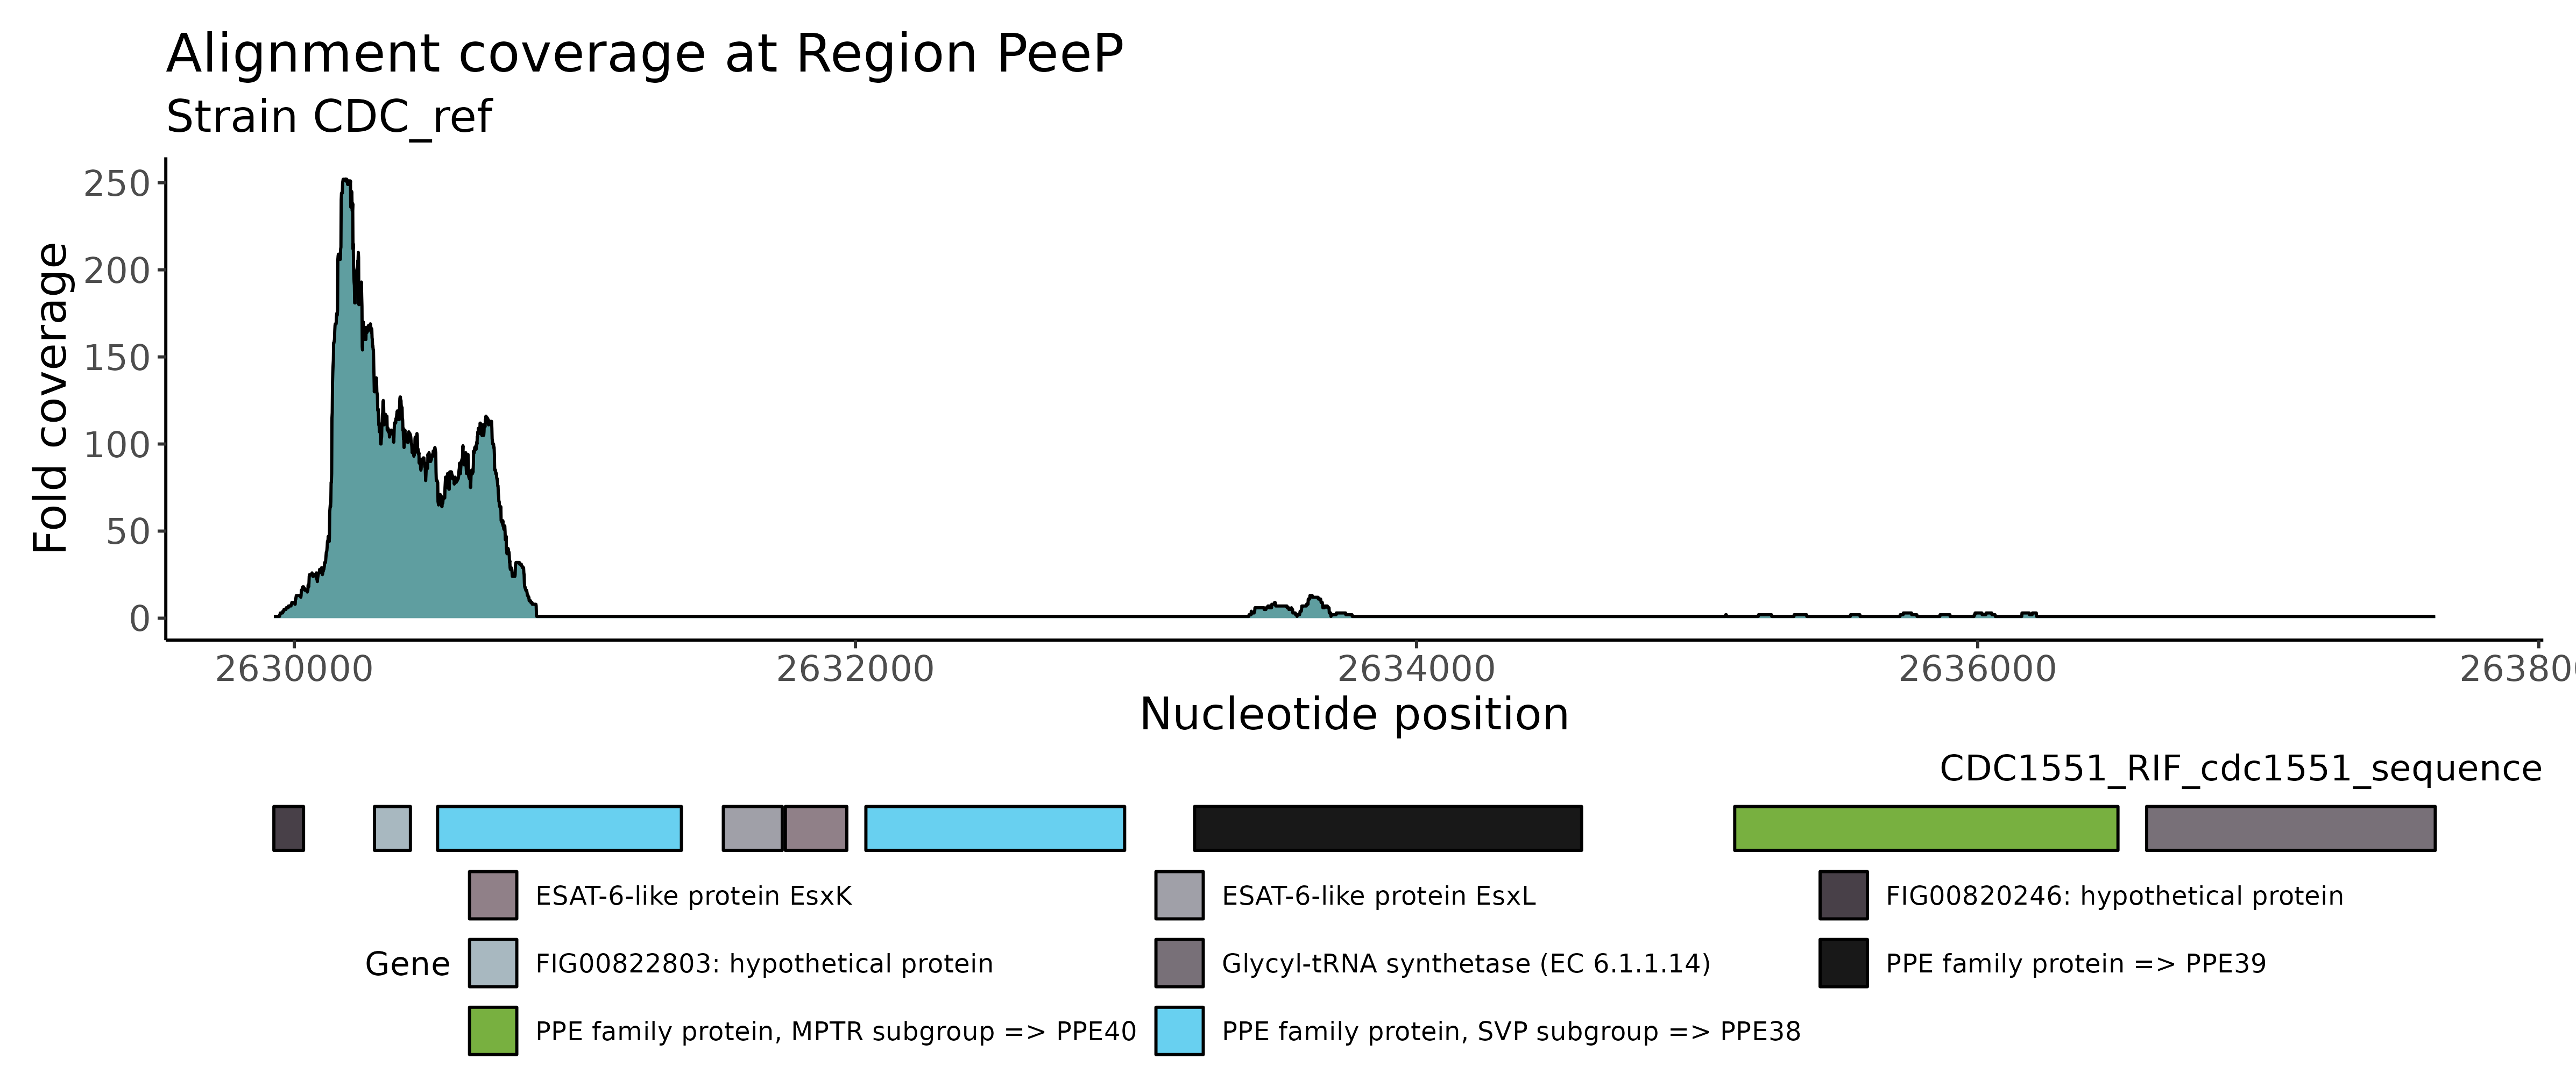 Alignment coverage at Region PeeP
Strain CDC_ref
Fold coverage
250
200
150
100
50
0
2630000 2632000 2634000 2636000 26380
Nucleotide position
CDC1551_RIF_cdc1551_sequence
Gene
ESAT-6-like protein EsxK
ESAT-6-like protein EsxL
FIG00820246: hypothetical protein
FIG00822803: hypothetical protein
Glycyl-tRNA synthetase (EC 6.1.1.14)
PPE family protein => PPE39
PPE family protein, MPTR subgroup => PPE40
PPE family protein, SVP subgroup => PPE38